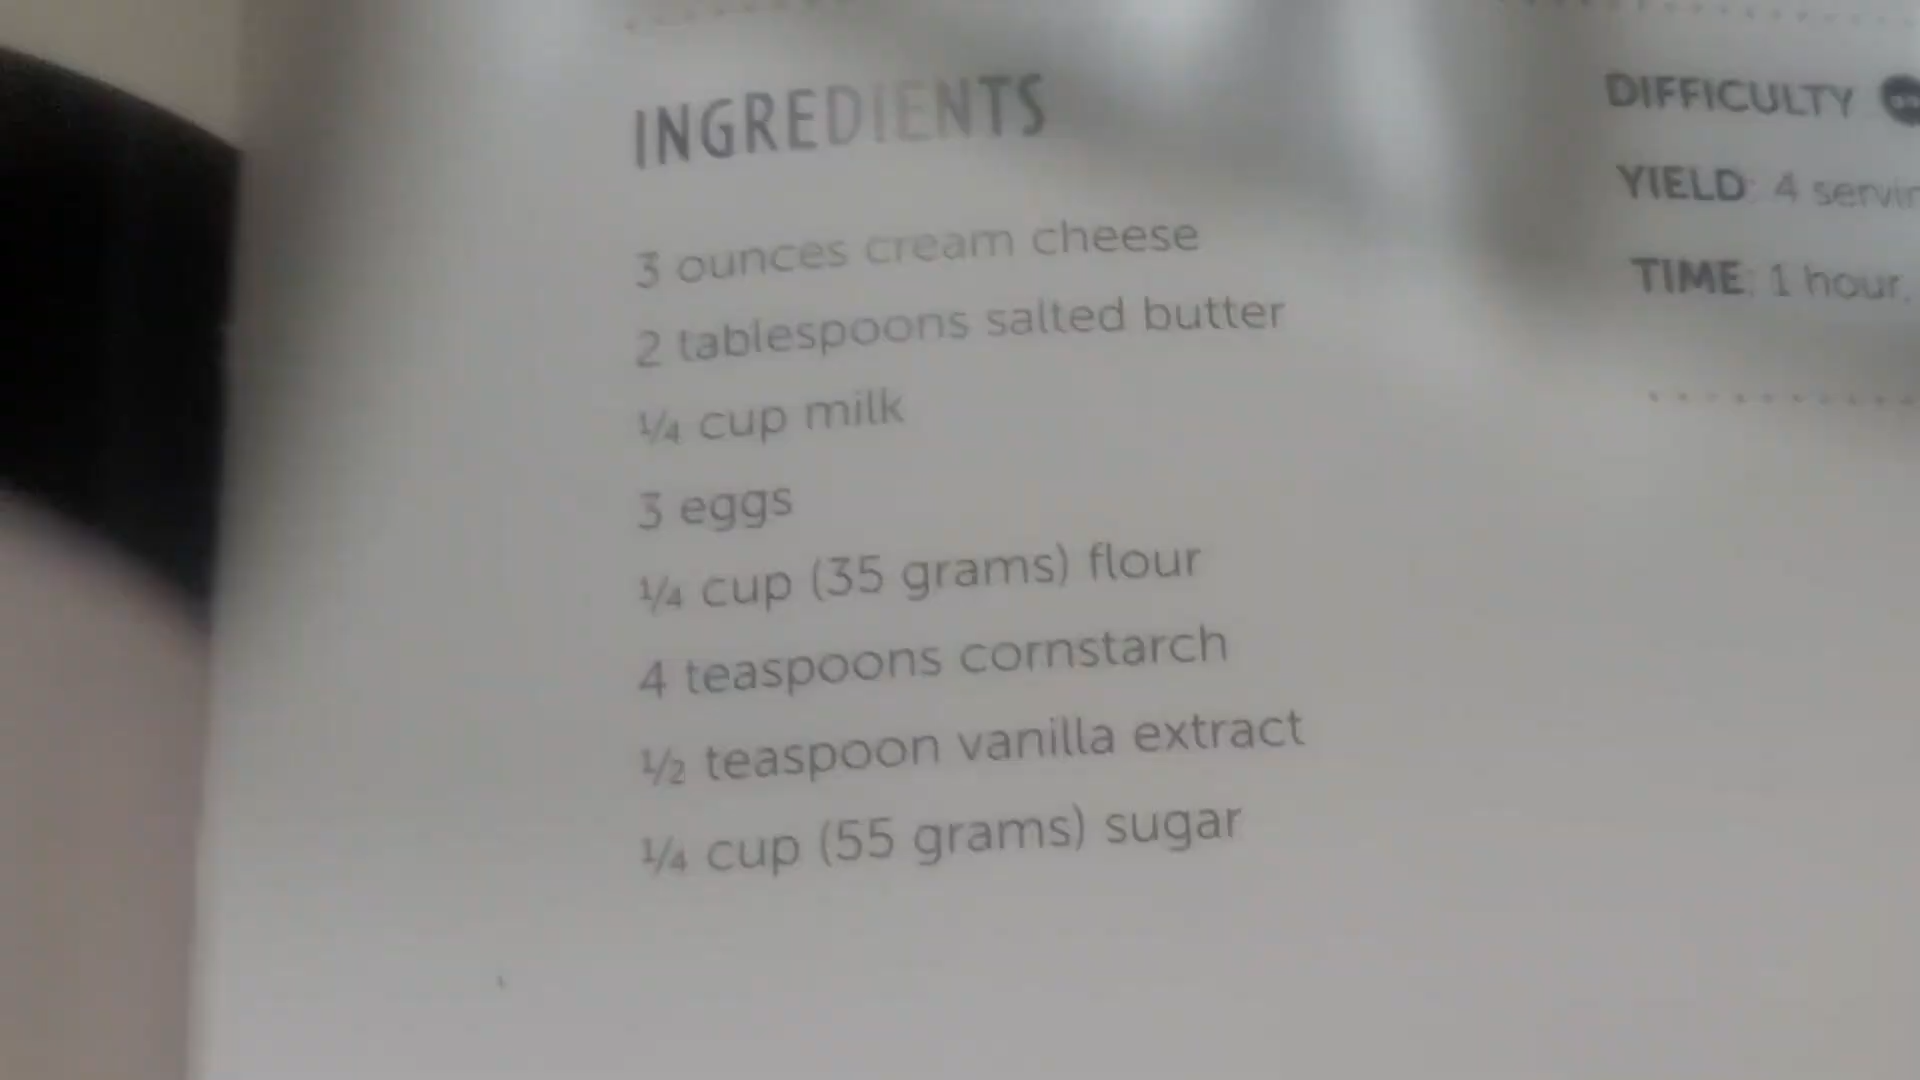 INGREDIENTS
3 ounces cream cheese
2 tablespoons salted butter
¼ cup milk
3 eggs
¼ cup (35 grams) flour
4 teaspoons cornstarch
½ teaspoon vanilla extract
¼ cup (55 grams) sugar
DIFFICULTY
YIELD: 4
TIME: 1 hour,